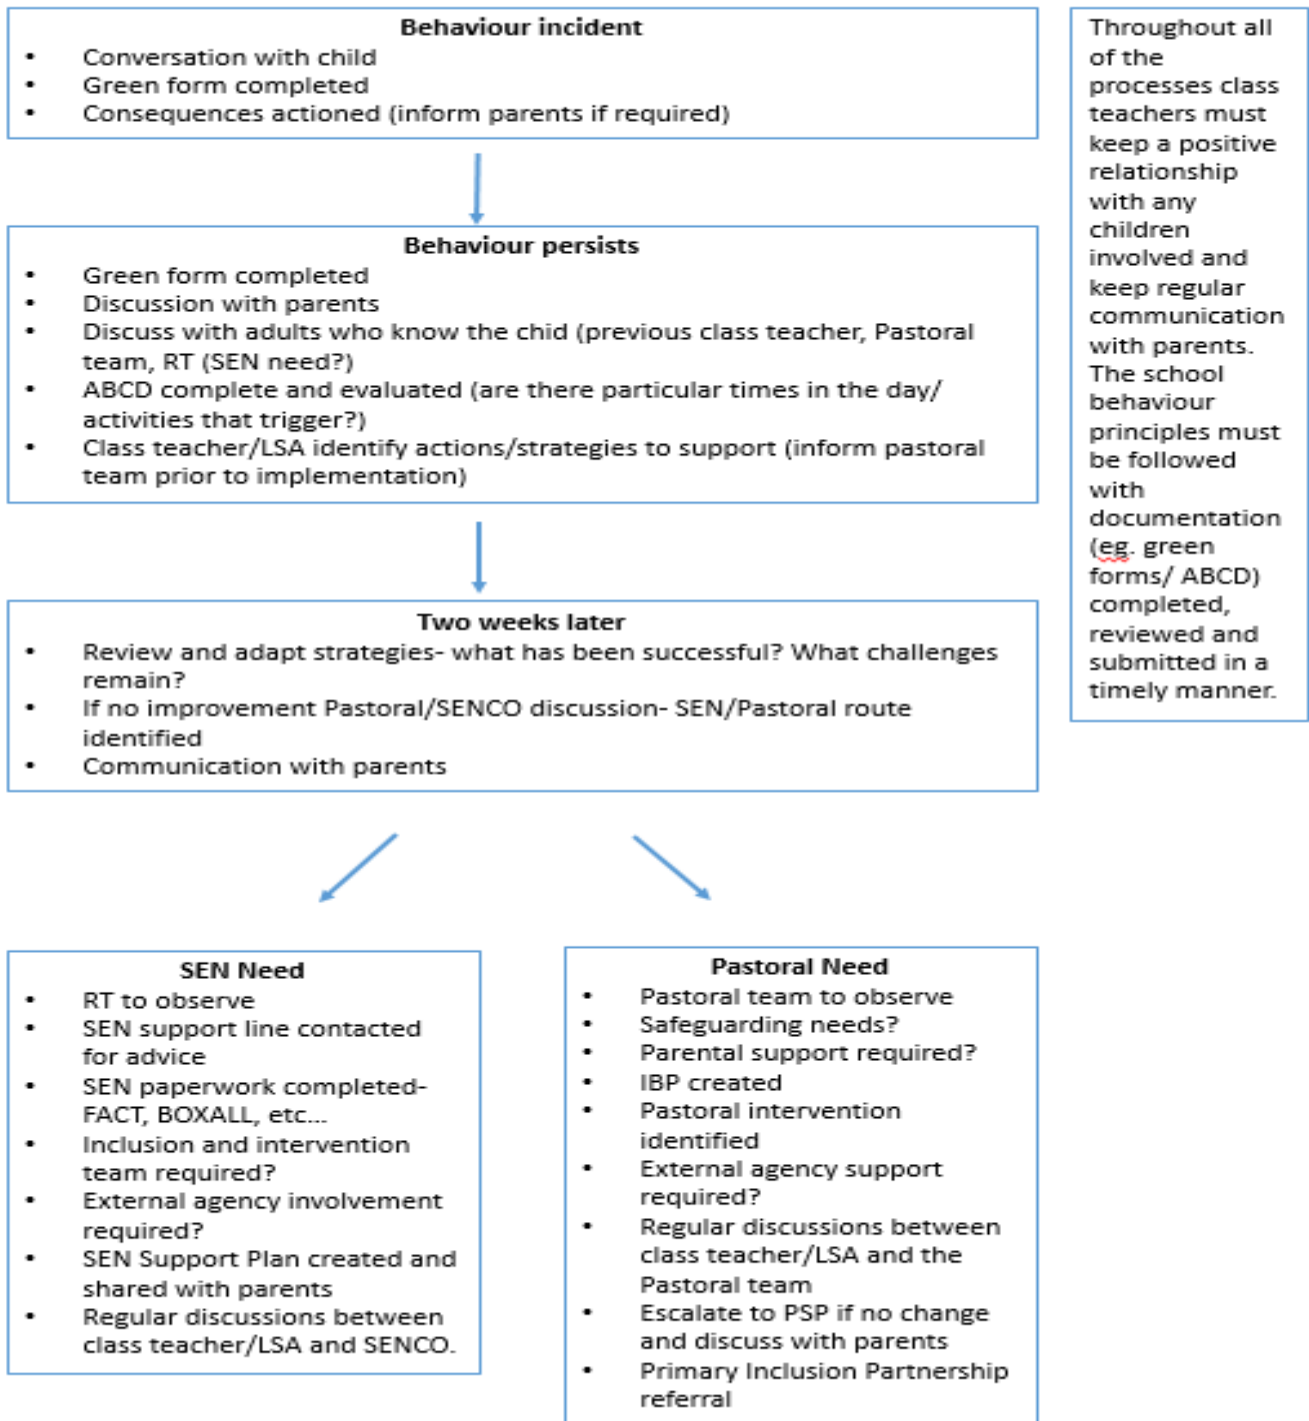 Behaviour incident
• Conversation with child
• Green form completed
• Consequences actioned (inform parents if required)
Behaviour persists
• Green form completed
• Discussion with parents
• Discuss with adults who know the chid (previous class teacher, Pastoral
team, RT (SEN need?)
• ABCD complete and evaluated (are there particular times in the day/
activities that trigger?)
• Class teacher/LSA identify actions/strategies to support (inform pastoral
team prior to implementation)
Two weeks later
• Review and adapt strategies- what has been successful? What challenges
remain?
• If no improvement Pastoral/SENCO discussion- SEN/Pastoral route
identified
• Communication with parents
SEN Need
• RT to observe
• SEN support line contacted
for advice
• SEN paperwork completed-
FACT, BOXALL, etc...
• Inclusion and intervention
team required?
• External agency involvement
required?
• SEN Support Plan created and
shared with parents
• Regular discussions between
class teacher/LSA and SENCO.
Pastoral Need
• Pastoral team to observe
• Safeguarding needs?
• Parental support required?
• IBP created
• Pastoral intervention
identified
• External agency support
required?
• Regular discussions between
class teacher/LSA and the
Pastoral team
• Escalate to PSP if no change
and discuss with parents
• Primary Inclusion Partnership
referral
Throughout all
of the
processes class
teachers must
keep a positive
relationship
with any
children
involved and
keep regular
communication
with parents.
The school
behaviour
principles must
be followed
with
documentation
(eg. green
forms/ ABCD)
completed,
reviewed and
submitted in a
timely manner.